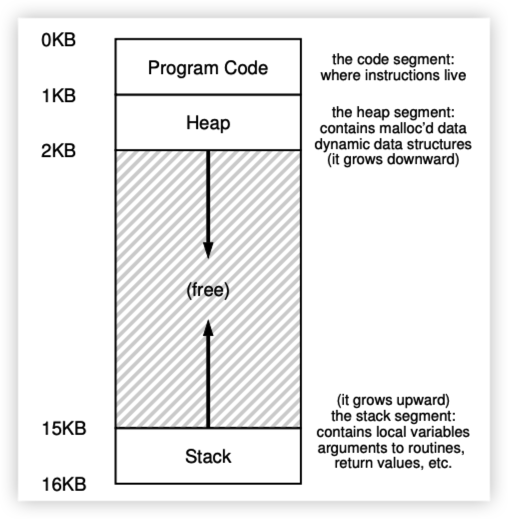 0KB
Program Code
the code segment:
where instructions live
1KB
Heap
the heap segment:
contains malloc'd data
dynamic data structures
(it grows downward)
2KB
(free)
(it grows upward)
the stack segment:
contains local variables
arguments to routines,
return values, etc.
15KB
Stack
16KB